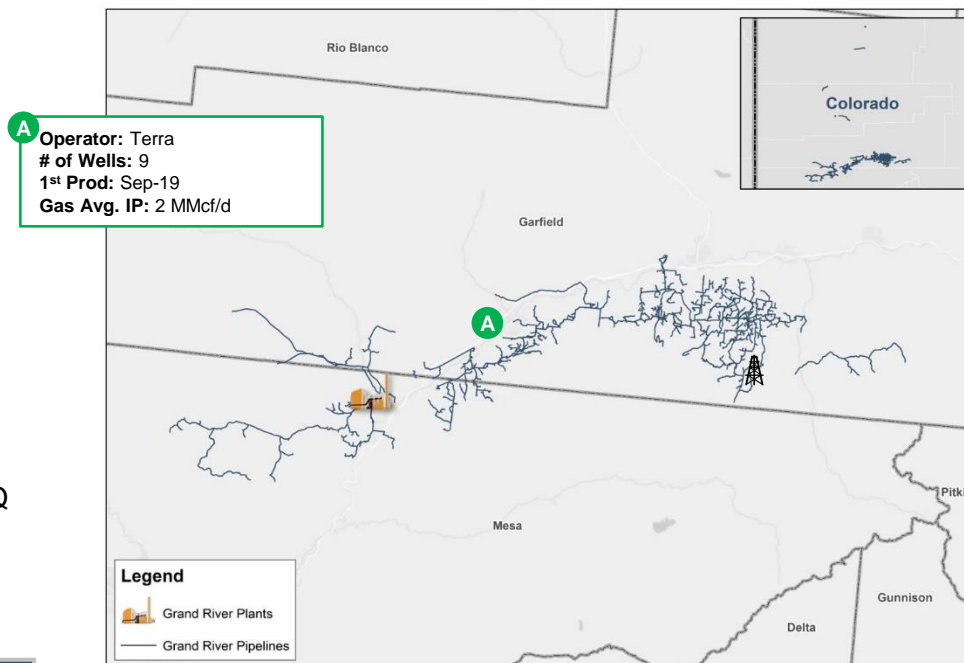 Rio Blanco
Colorado
A
Operator: Terra
# of Wells: 9
1st Prod: Sep-19
Gas Avg. IP: 2 MMcf/d
Garfield
A
Q
Pitki
Mesa
Gunnison
Delta
Legend
Grand River Plants
Grand River Pipelines